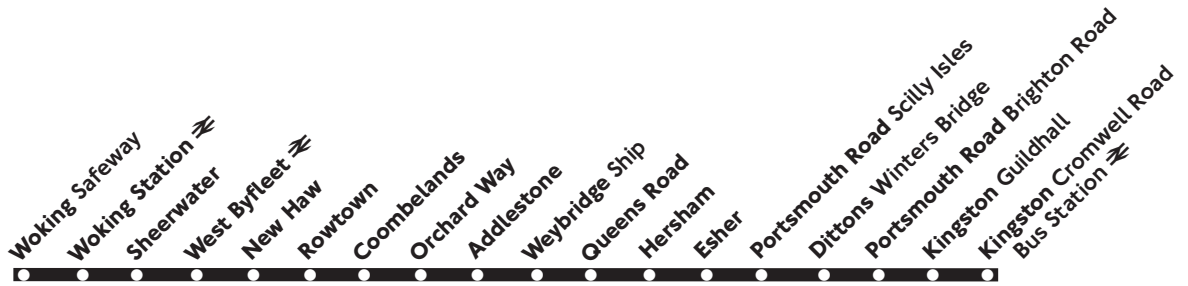 Woking Safeway
Woking Station
Sheerwater
West Byfleet
New Haw
Rowtown
Coombelands
Orchard Way
Addlestone
Weybridge Ship
Queens Road
Hersham
Esher
Portsmouth Road Scilly Isles
Dittons Winters Bridge
Portsmouth Road Brighton Road
Kingston Guildhall
Kingston Cromwell Road
Bus Station